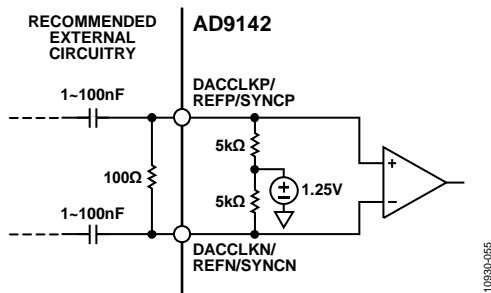 RECOMMENDED
EXTERNAL
CIRCUITRY
AD9142
1~100nF
DACCLKP/
REFP/SYNCP
5kΩ
100Ω
1.25V
5kΩ
1~100nF
DACCLKN/
REFN/SYNCN
10930-055